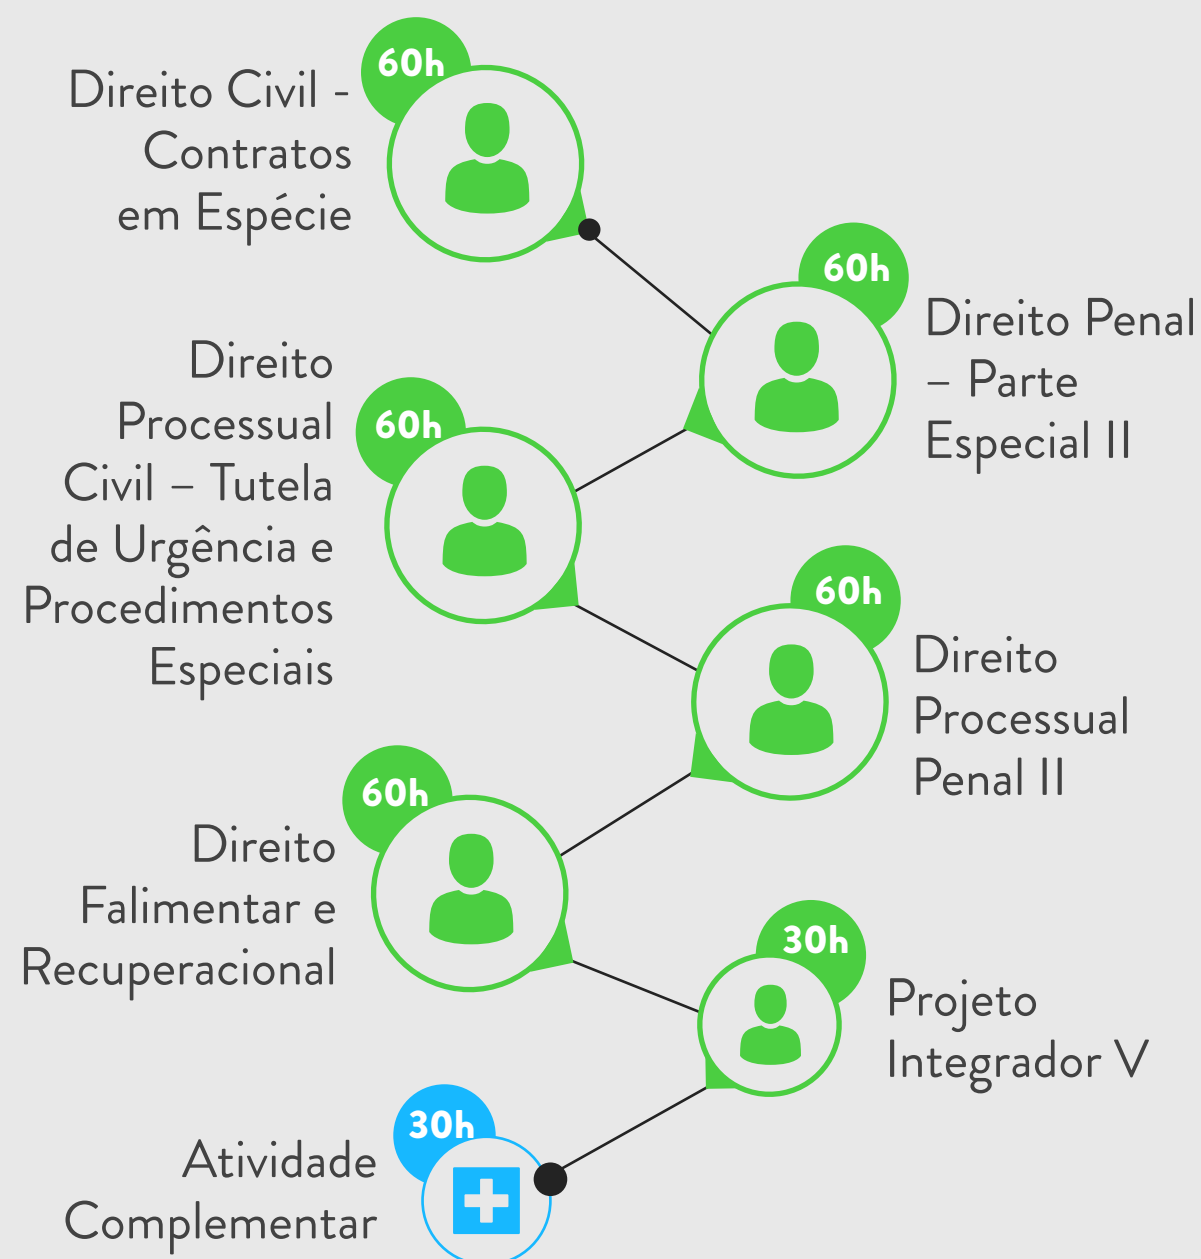 60h
Direito Civil -
Contratos
em Espécie
60h
Direito Penal
– Parte
Especial II
60h
Direito
Processual
Civil – Tutela
de Urgência e
Procedimentos
Especiais
60h
Direito
Processual
Penal II
60h
Direito
Falimentar e
Recuperacional
30h
Projeto
Integrador V
30h
Atividade
Complementar